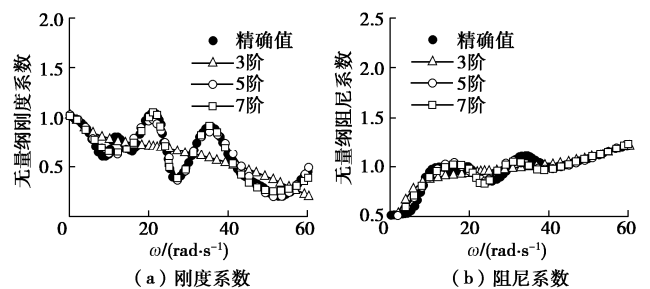 2.0
1.5
1.0
0.5
无量纲刚度系数
精确值
3阶
5阶
7阶
0
20
40
60
ω/(rad·s⁻¹)
(a)刚度系数
2.5
2.0
1.5
1.0
0.5
无量纲阻尼系数
精确值
3阶
5阶
7阶
0
20
40
60
ω/(rad·s⁻¹)
(b)阻尼系数